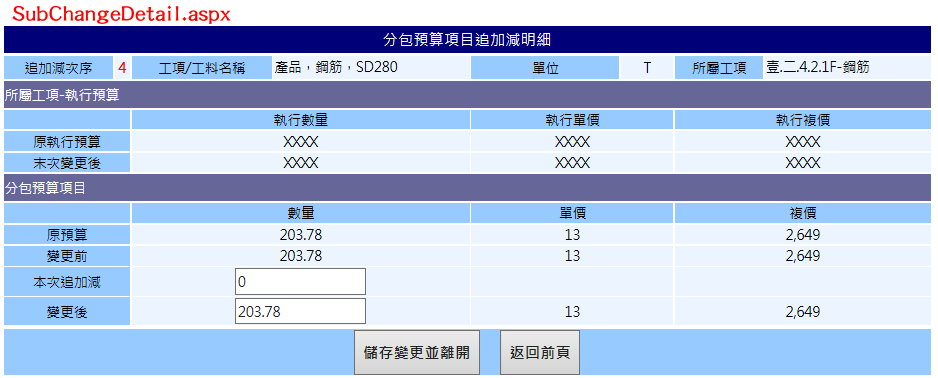 SubChangeDetail.aspx
分包預算項目追加減明細
追加減次序 4 工項/工料名稱 產品，鋼筋，SD280 單位 T 所屬工項 壹.二.4.2.1F-鋼筋
所屬工項-執行預算
執行數量 執行單價 執行複價
原執行預算 XXXX XXXX XXXX
末次變更後 XXXX XXXX XXXX
分包預算項目
數量 單價 複價
原預算 203.78 13 2,649
變更前 203.78 13 2,649
本次追加減 0
變更後 203.78 13 2,649
儲存變更並離開 返回前頁